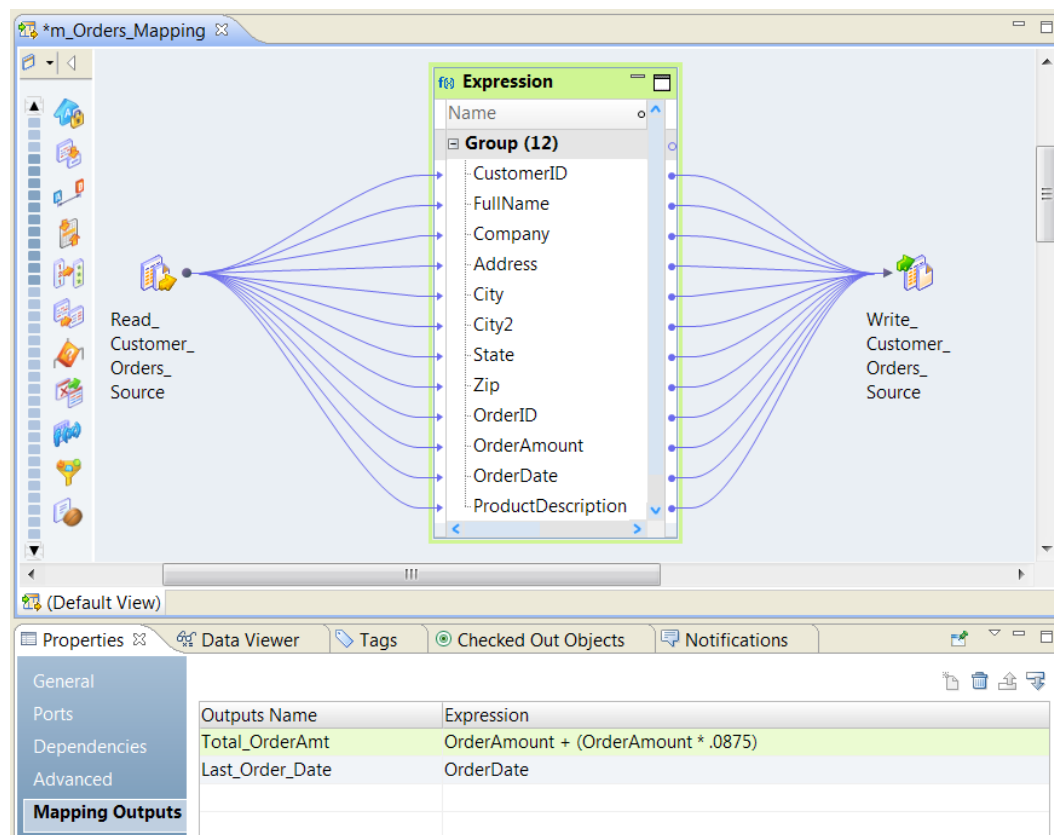 *m_Orders_Mapping
Expression
Name
Group (12)
CustomerID
FullName
Company
Address
City
City2
State
Zip
OrderID
OrderAmount
OrderDate
ProductDescription
Read_
Customer_
Orders_
Source
Write_
Customer_
Orders_
Source
(Default View)
Properties Data Viewer Tags Checked Out Objects Notifications
General
Ports
Dependencies
Advanced
Mapping Outputs
Outputs Name Expression
Total_OrderAmt OrderAmount + (OrderAmount * .0875)
Last_Order_Date OrderDate